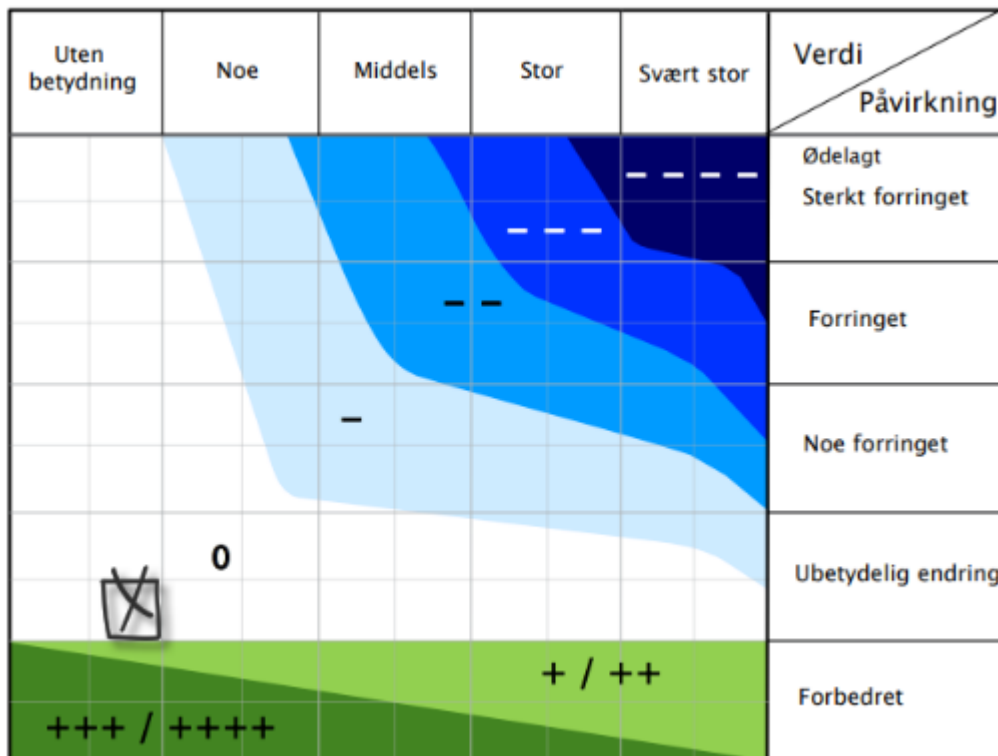 Uten
betydning
Noe
Middels
Stor
Svært stor
Verdi
Påvirkning
Ødelagt
Sterkt forringet
– – – –
– – –
Forringet
– –
Noe forringet
–
Ubetydelig endring
0
X
Forbedret
+ / ++
+++ / ++++